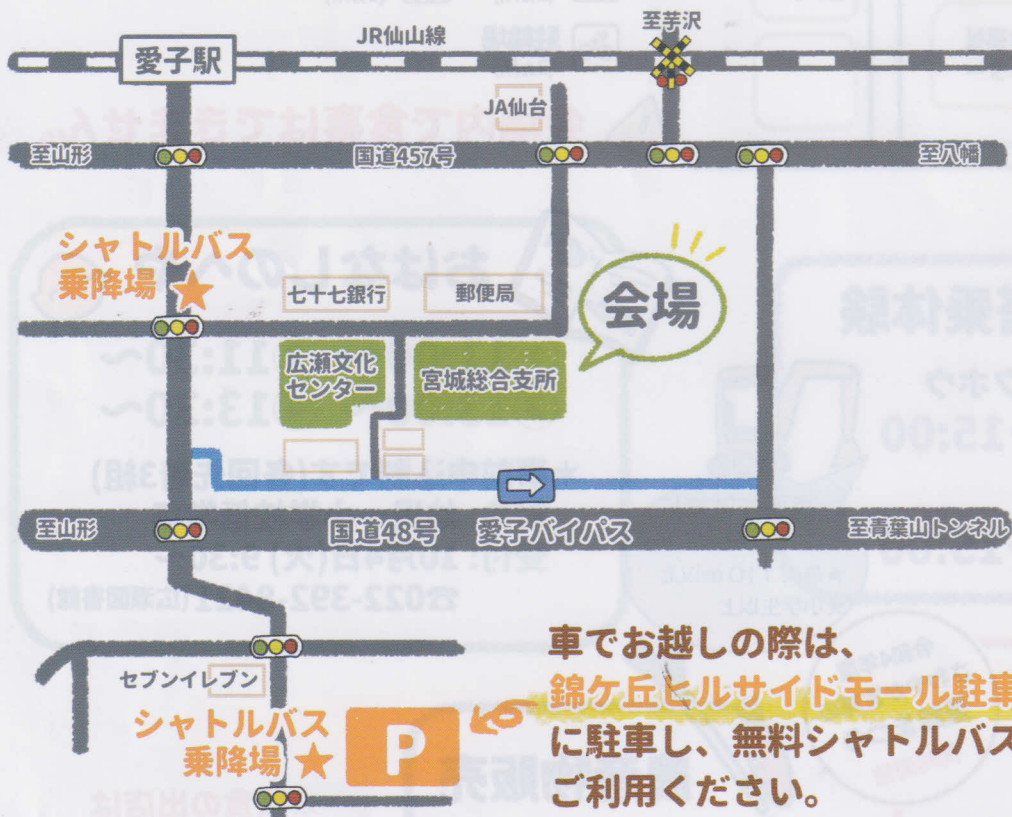 JR仙山線
至芋沢
愛子駅
JA仙台
至山形
国道457号
至八幡
シャトルバス
乗降場
七十七銀行
郵便局
会場
広瀬文化
センター
宮城総合支所
至山形
国道48号
愛子バイパス
至青葉山トンネル
セブンイレブン
シャトルバス
乗降場
P
車でお越しの際は、
錦ケ丘ヒルサイドモール駐車
に駐車し、無料シャトルバス
ご利用ください。